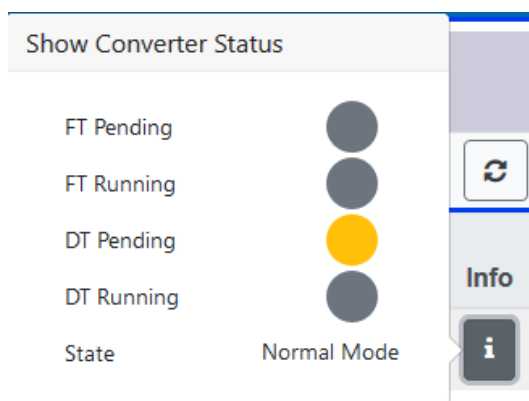 Show Converter Status
FT Pending
FT Running
DT Pending
DT Running
State Normal Mode
Info
i